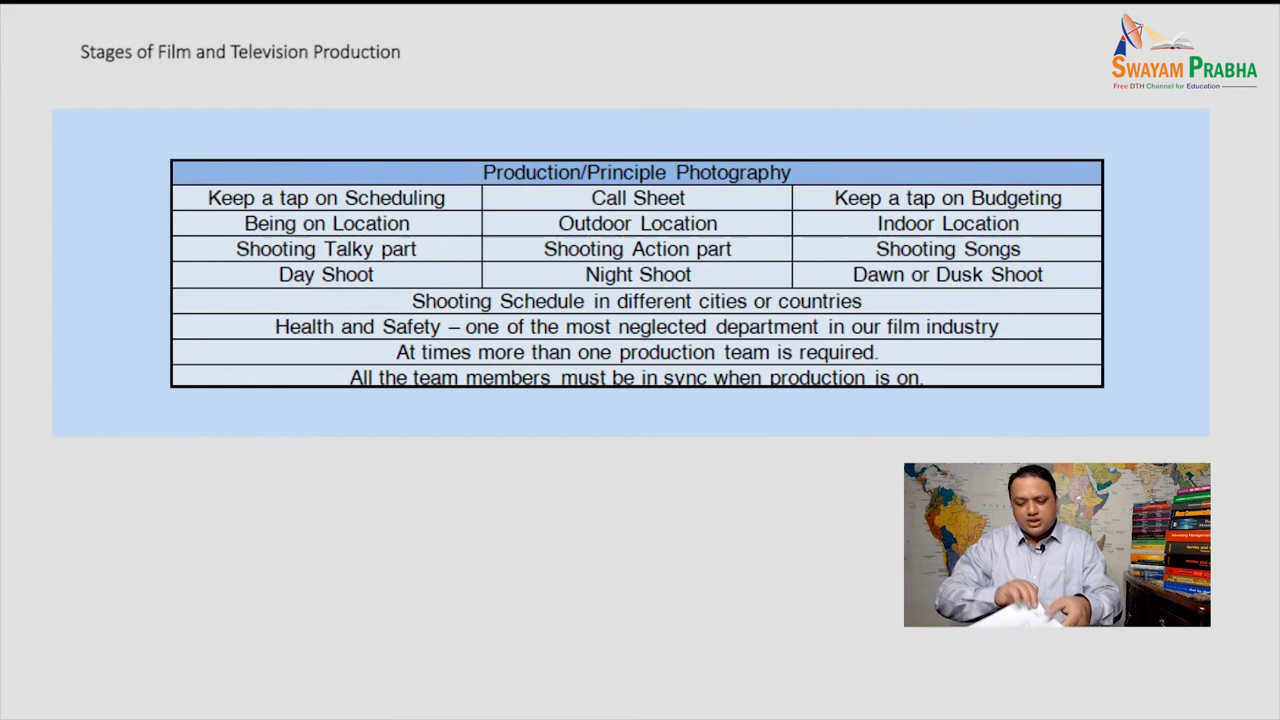 Stages of Film and Television Production
SWAYAM PRABHA
Free DTH Channel for Education
Production/Principle Photography
Keep a tap on Scheduling Call Sheet Keep a tap on Budgeting
Being on Location Outdoor Location Indoor Location
Shooting Talky part Shooting Action part Shooting Songs
Day Shoot Night Shoot Dawn or Dusk Shoot
Shooting Schedule in different cities or countries
Health and Safety – one of the most neglected department in our film industry
At times more than one production team is required.
All the team members must be in sync when production is on.